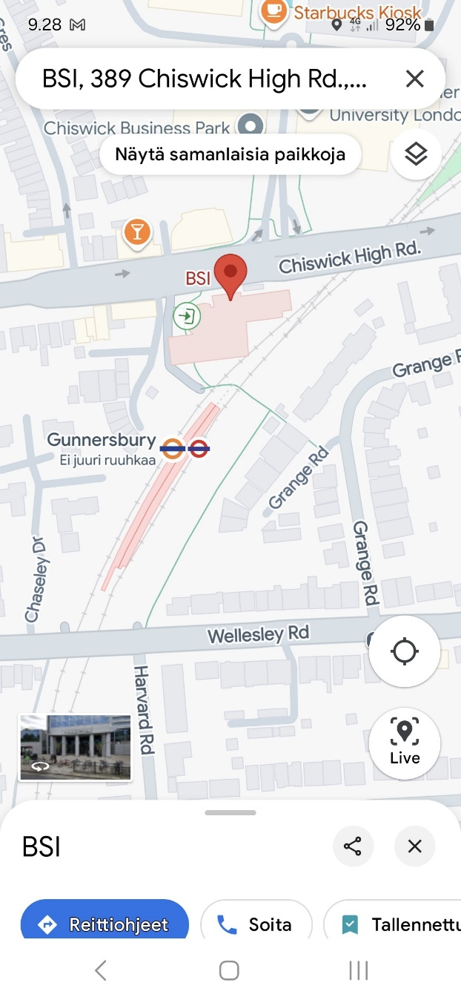 Starbucks Kiosk
9.28
4G
92%
BSI, 389 Chiswick High Rd.,...
University Londo
Chiswick Business Park
Näytä samanlaisia paikkoja
Chiswick High Rd.
BSI
Grange
Gunnersbury
Ei juuri ruuhkaa
Grange Rd
Grange Rd
Chaseley Dr
Wellesley Rd
Harvard Rd
Live
BSI
Reittiohjeet
Soita
Tallennettu